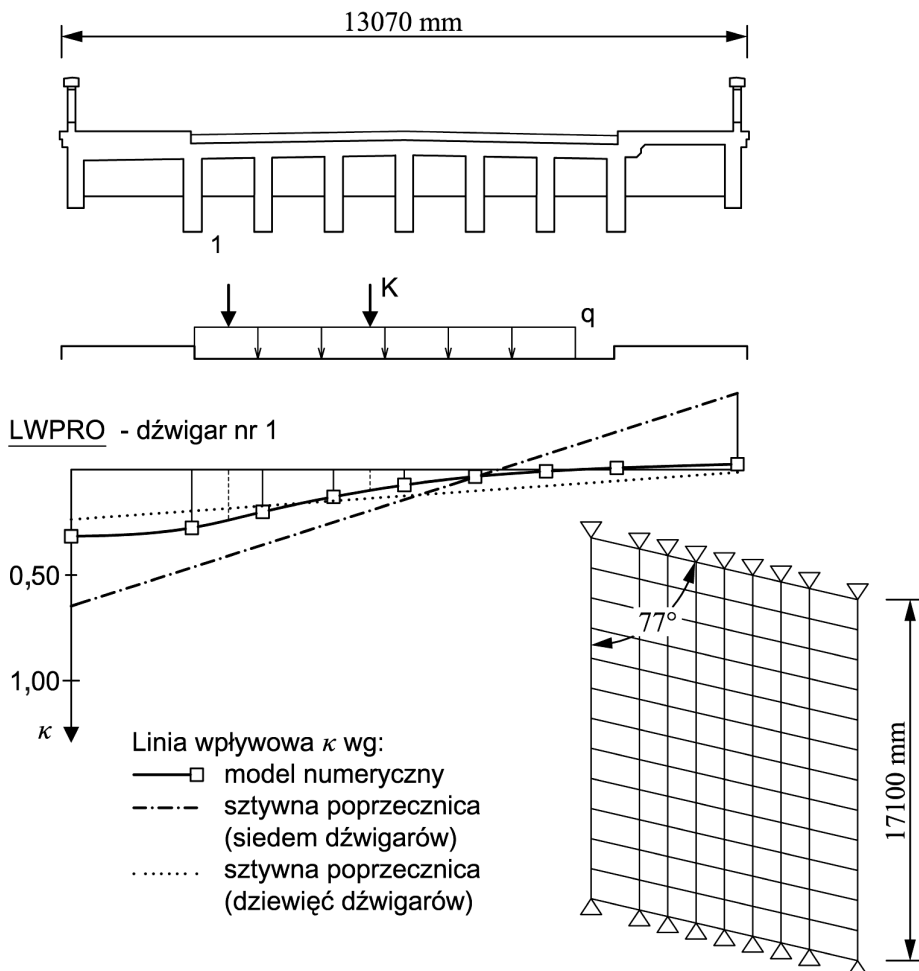 13070 mm
1
K
q
LWPRO - dźwigar nr 1
0,50
1,00
κ
77°
17100 mm
Linia wpływowa κ wg:
model numeryczny
sztywna poprzecznica
(siedem dźwigarów)
sztywna poprzecznica
(dziewięć dźwigarów)